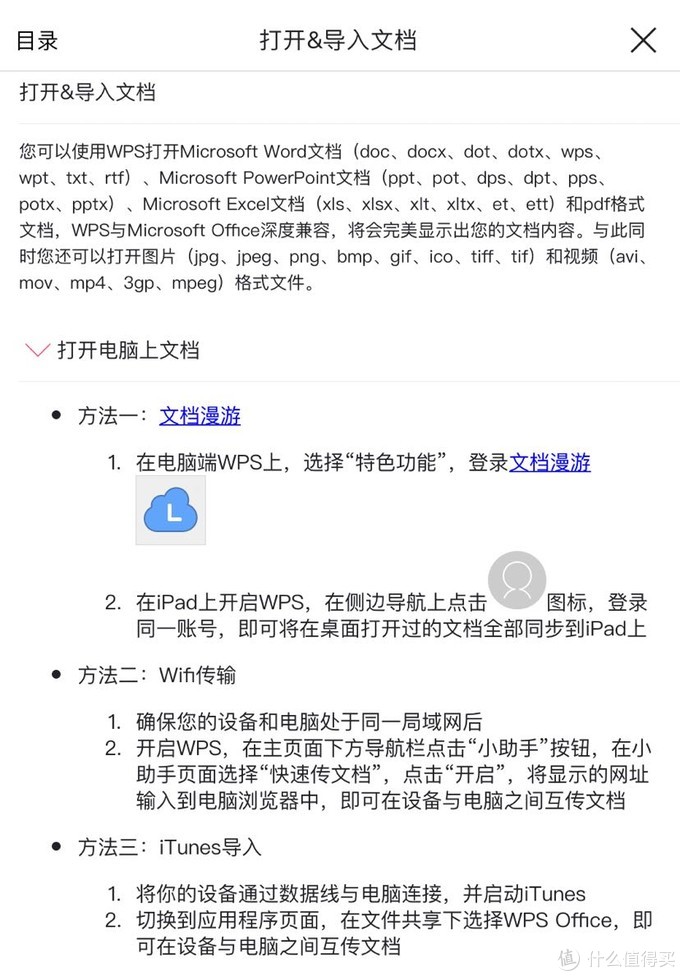 目录
打开&导入文档
打开&导入文档
您可以使用WPS打开Microsoft Word文档（doc、docx、dot、dotx、wps、
wpt、txt、rtf）、Microsoft PowerPoint文档（ppt、pot、dps、dpt、pps、
potx、pptx）、Microsoft Excel文档（xls、xlsx、xlt、xltx、et、ett）和pdf格式
文档，WPS与Microsoft Office深度兼容，将会完美显示出您的文档内容。与此同
时您还可以打开图片（jpg、jpeg、png、bmp、gif、ico、tiff、tif）和视频（avi、
mov、mp4、3gp、mpeg）格式文件。
打开电脑上文档
● 方法一：文档漫游
1. 在电脑端WPS上，选择“特色功能”，登录文档漫游
L
2. 在iPad上开启WPS，在侧边导航上点击 图标，登录
同一账号，即可将在桌面打开过的文档全部同步到iPad上
● 方法二：Wifi传输
1. 确保您的设备和电脑处于同一局域网后
2. 开启WPS，在主页面下方导航栏点击“小助手”按钮，在小
助手页面选择“快速传文档”，点击“开启”，将显示的网址
输入到电脑浏览器中，即可在设备与电脑之间互传文档
● 方法三：iTunes导入
1. 将你的设备通过数据线与电脑连接，并启动iTunes
2. 切换到应用程序页面，在文件共享下选择WPS Office，即
可在设备与电脑之间互传文档
值 什么值得买